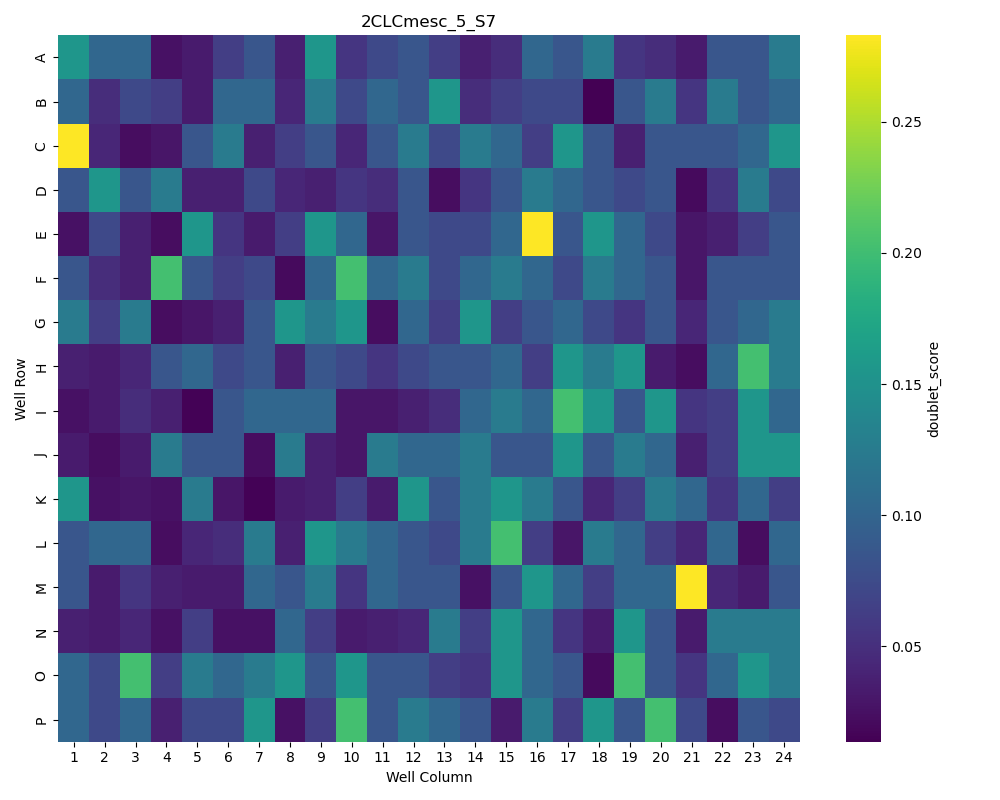 2CLCmesc_5_S7
A
B
C
D
E
F
G
H
I
J
K
L
M
N
O
P
Well Row
1 2 3 4 5 6 7 8 9 10 11 12 13 14 15 16 17 18 19 20 21 22 23 24
Well Column
0.25
0.20
0.15
0.10
0.05
doublet_score